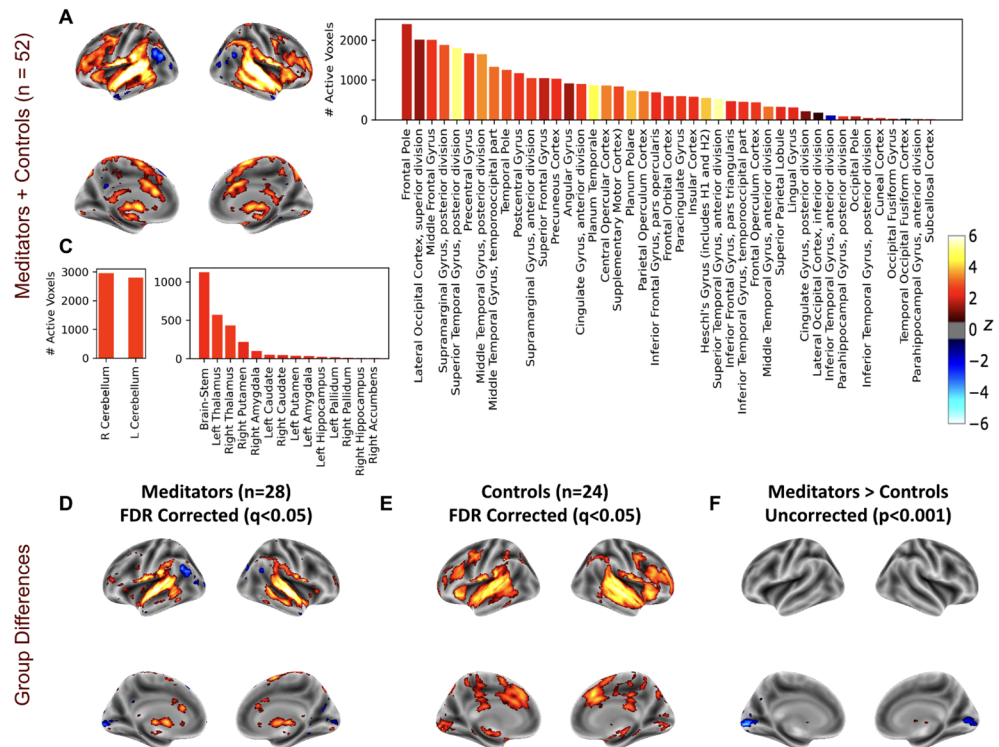 Meditators + Controls (n = 52)
A
# Active Voxels
2000
1000
0
Frontal Pole
Lateral Occipital Cortex, superior division
Middle Frontal Gyrus
Supramarginal Gyrus, posterior division
Superior Temporal Gyrus, posterior division
Precentral Gyrus
Middle Temporal Gyrus, posterior division
Middle Temporal Gyrus, temporooccipital part
Temporal Pole
Postcentral Gyrus
Superior Frontal Gyrus
Supramarginal Gyrus, anterior division
Precuneous Cortex
Angular Gyrus
Cingulate Gyrus, anterior division
Planum Temporale
Central Opercular Cortex
Supplementary Motor Cortex)
Planum Polare
Parietal Operculum Cortex
Inferior Frontal Gyrus, pars opercularis
Frontal Orbital Cortex
Paracingulate Gyrus
Insular Cortex
Heschl's Gyrus (includes H1 and H2)
Superior Temporal Gyrus, anterior division
Inferior Frontal Gyrus, pars triangularis
Inferior Temporal Gyrus, temporooccipital part
Frontal Operculum Cortex
Middle Temporal Gyrus, anterior division
Superior Parietal Lobule
Lingual Gyrus
Cingulate Gyrus, posterior division
Lateral Occipital Cortex, inferior division
Inferior Temporal Gyrus, anterior division
Parahippocampal Gyrus, posterior division
Occipital Pole
Inferior Temporal Gyrus, posterior division
Cuneal Cortex
Occipital Fusiform Gyrus
Temporal Occipital Fusiform Cortex
Parahippocampal Gyrus, anterior division
Subcallosal Cortex
6
4
2
0
−2
−4
−6
Z
C
# Active Voxels
3000
2000
1000
0
R Cerebellum
L Cerebellum
1000
500
0
Brain-Stem
Left Thalamus
Right Thalamus
Right Putamen
Right Amygdala
Left Caudate
Right Caudate
Left Putamen
Left Amygdala
Left Hippocampus
Left Pallidum
Right Pallidum
Right Hippocampus
Right Accumbens
Group Differences
D
Meditators (n=28)
FDR Corrected (q<0.05)
E
Controls (n=24)
FDR Corrected (q<0.05)
F
Meditators > Controls
Uncorrected (p<0.001)